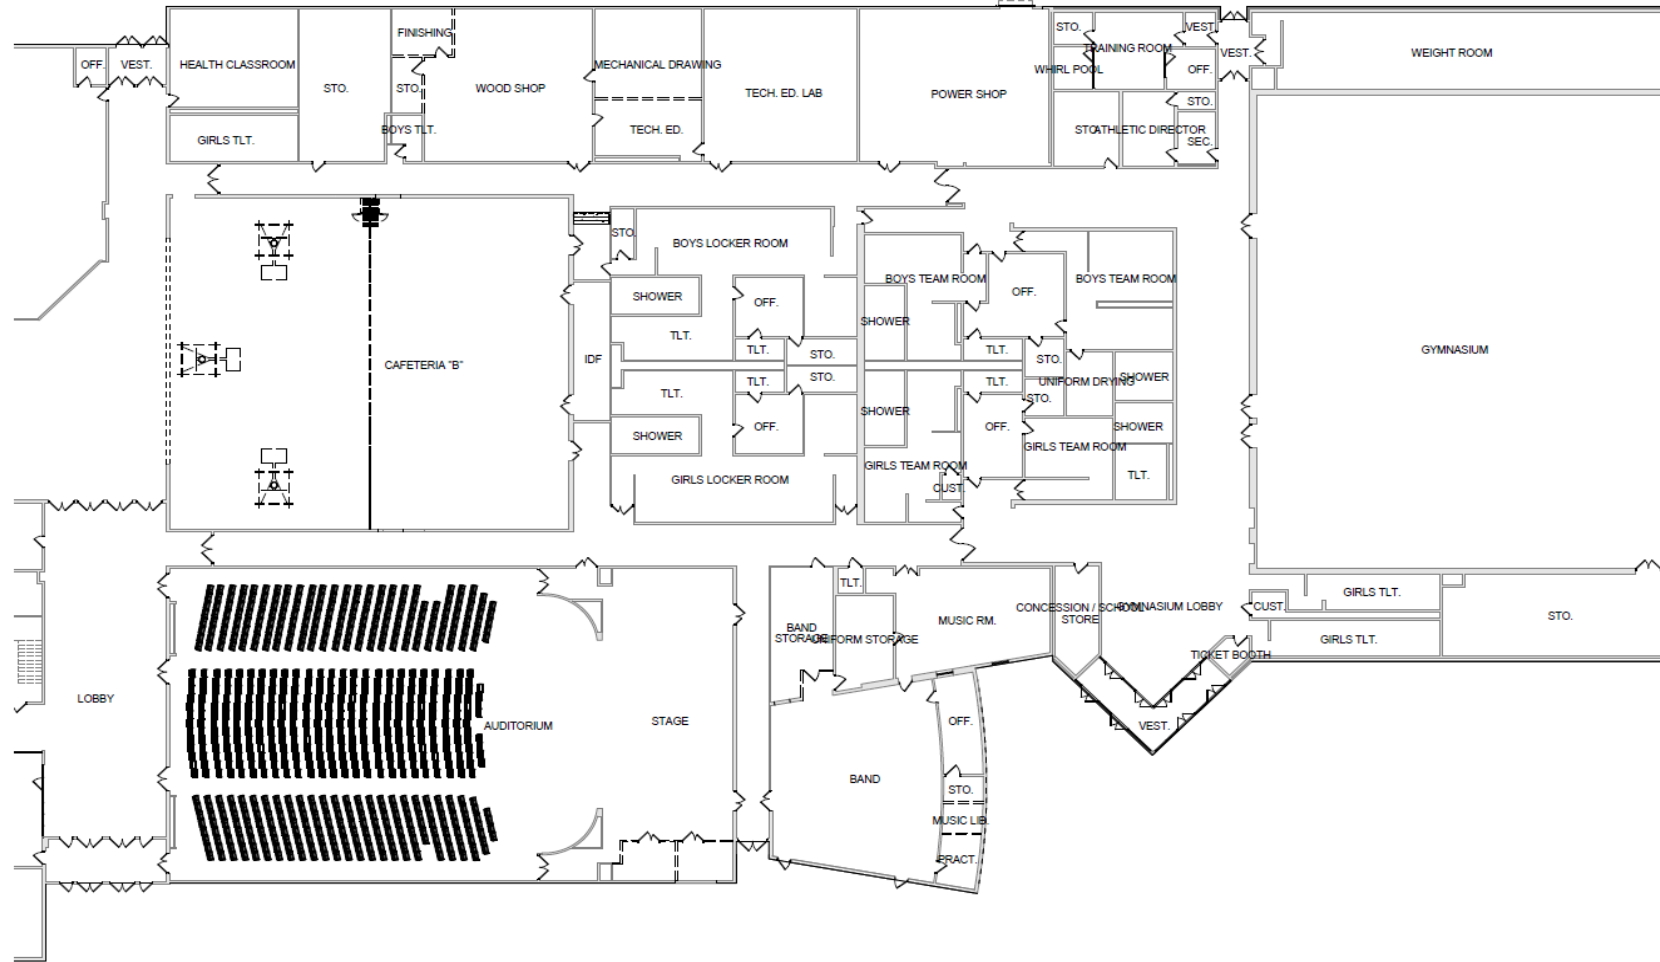 FINISHING
STO.
TRAINING ROOM
VEST.
VEST.
WEIGHT ROOM
OFF.
VEST.
HEALTH CLASSROOM
MECHANICAL DRAWING
WHIRL POOL
OFF.
STO.
STO.
WOOD SHOP
TECH. ED. LAB
POWER SHOP
STO.
GIRLS TLT.
BOYS TLT.
TECH. ED.
STO.
ATHLETIC DIRECTOR
SEC.
STO.
BOYS LOCKER ROOM
BOYS TEAM ROOM
OFF.
BOYS TEAM ROOM
SHOWER
OFF.
SHOWER
TLT.
TLT.
STO.
TLT.
STO.
IDF
CAFETERIA "B"
GYMNASIUM
TLT.
TLT.
STO.
TLT.
UNIFORM DRYING
SHOWER
STO.
SHOWER
SHOWER
OFF.
OFF.
SHOWER
GIRLS TEAM ROOM
GIRLS LOCKER ROOM
GIRLS TEAM ROOM
CUST.
TLT.
TLT.
GIRLS TLT.
BAND
STORAGE
UNIFORM STORAGE
MUSIC RM.
CONCESSION / SCHOOL
STORE
GYMNASIUM LOBBY
CUST.
STO.
GIRLS TLT.
TICKET BOOTH
LOBBY
AUDITORIUM
STAGE
OFF.
VEST.
BAND
STO.
MUSIC LIB.
PRACT.